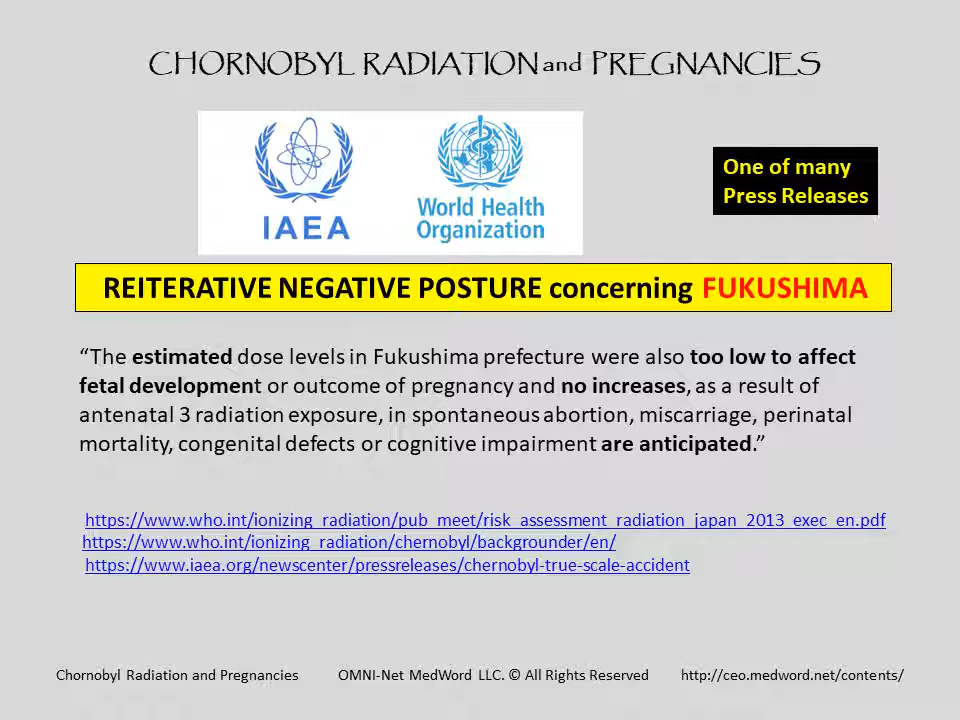 CHORNOBYL RADIATION and PREGNANCIES
IAEA
World Health
Organization
One of many
Press Releases
REITERATIVE NEGATIVE POSTURE concerning FUKUSHIMA
“The estimated dose levels in Fukushima prefecture were also too low to affect
fetal development or outcome of pregnancy and no increases, as a result of
antenatal 3 radiation exposure, in spontaneous abortion, miscarriage, perinatal
mortality, congenital defects or cognitive impairment are anticipated.”
https://www.who.int/ionizing_radiation/pub_meet/risk_assessment_radiation_japan_2013_exec_en.pdf
https://www.who.int/ionizing_radiation/chernobyl/backgrounder/en/
https://www.iaea.org/newscenter/pressreleases/chernobyl-true-scale-accident
Chornobyl Radiation and Pregnancies OMNI-Net MedWord LLC. © All Rights Reserved http://ceo.medword.net/contents/